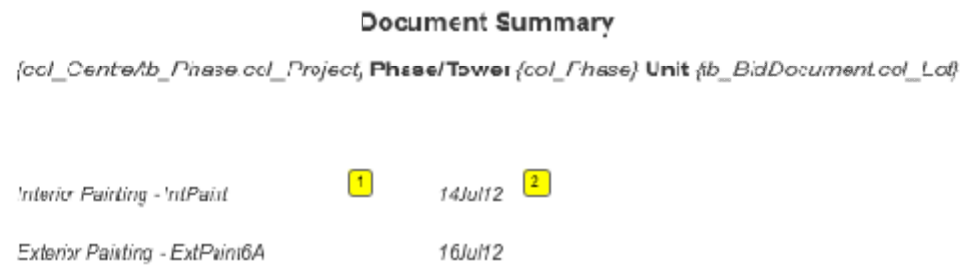 Document Summary
{col_Centre/tb_Phase.col_Project, Phase/Tower {col_Phase} Unit {tb_BidDocument.col_Lot}
Interior Painting - IntPaint 1 14Jul12 2
Exterior Painting - ExtPaint6A 16Jul12